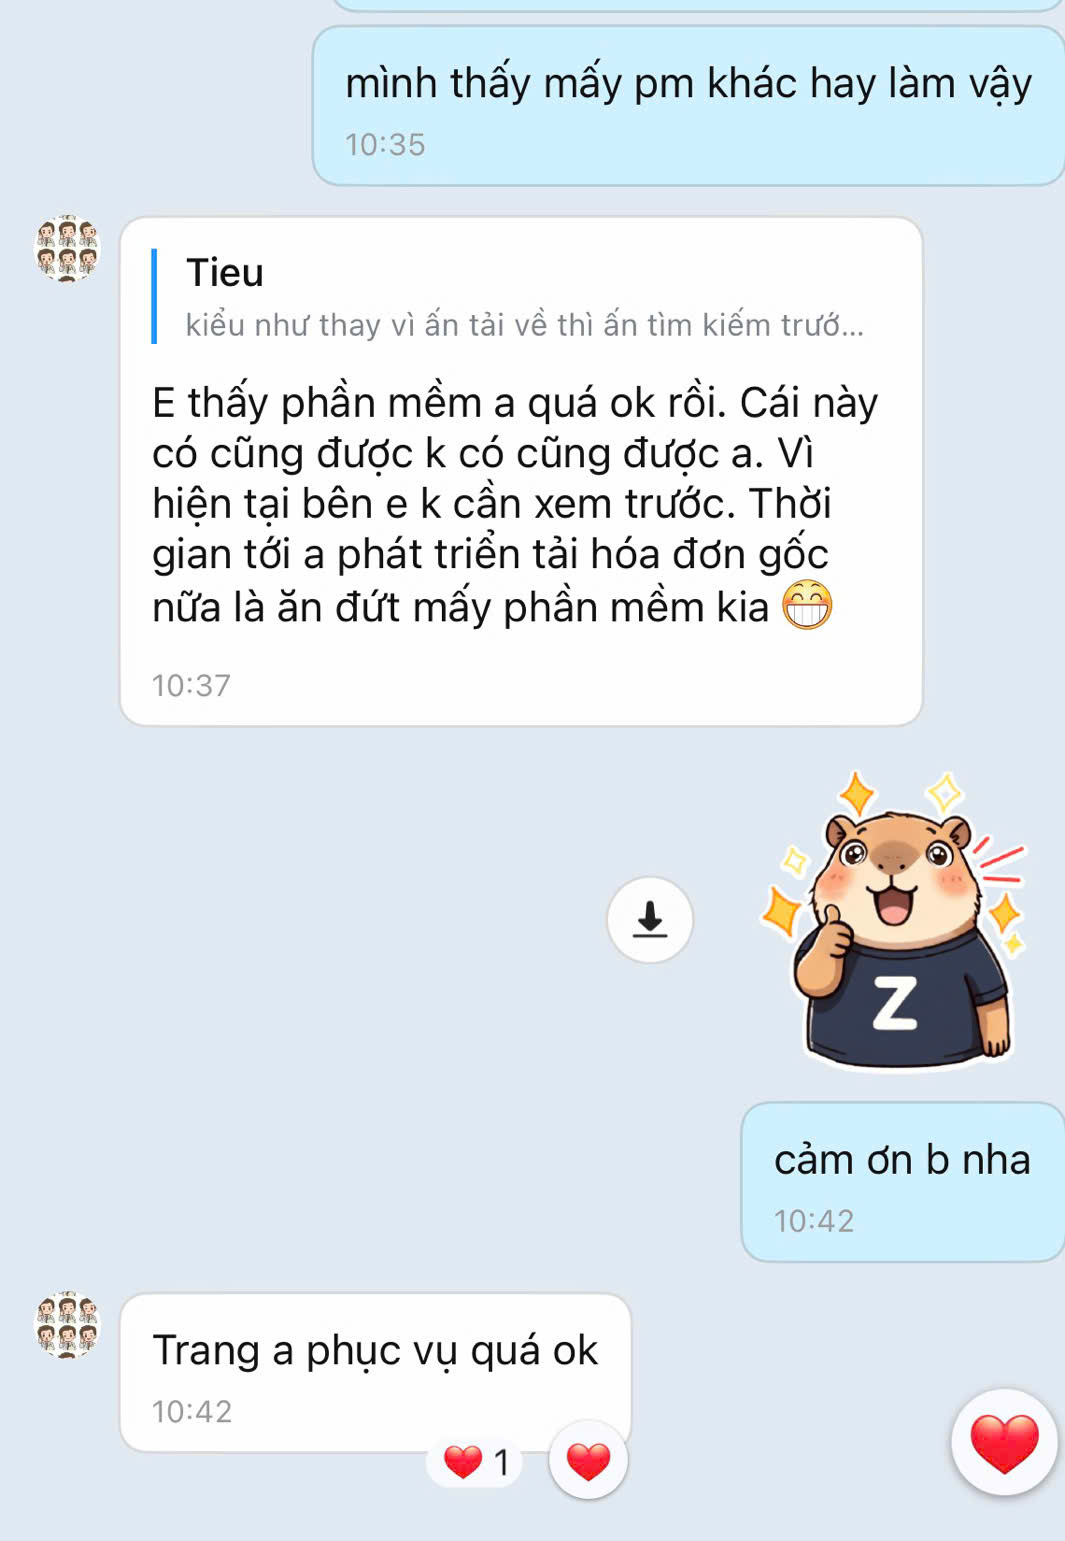 mình thấy mấy pm khác hay làm vậy
10:35
Tieu
kiểu như thay vì ấn tải về thì ấn tìm kiếm trướ...
E thấy phần mềm a quá ok rồi. Cái này
có cũng được k có cũng được a. Vì
hiện tại bên e k cần xem trước. Thời
gian tới a phát triển tải hóa đơn gốc
nữa là ăn đứt mấy phần mềm kia 😁
10:37
Z
cảm ơn b nha
10:42
Trang a phục vụ quá ok
10:42
❤️ 1